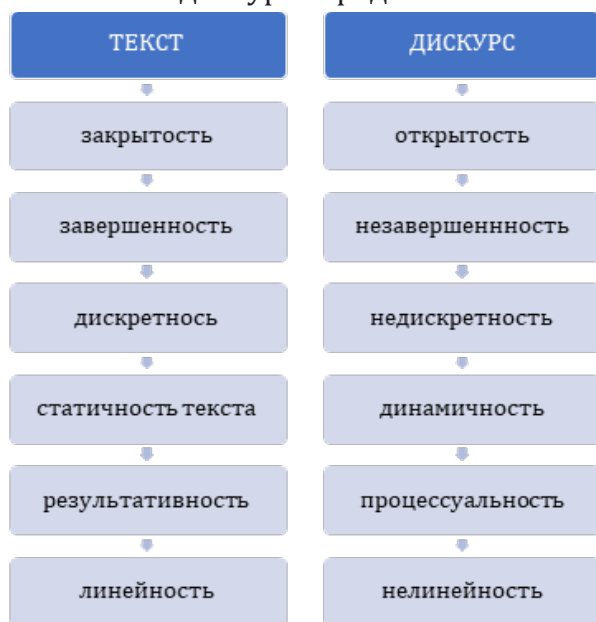 ТЕКСТ
закрытость
завершенность
дискретнось
статичность текста
результативность
линейность
ДИСКУРС
открытость
незавершеннность
недискретность
динамичность
процессуальность
нелинейность